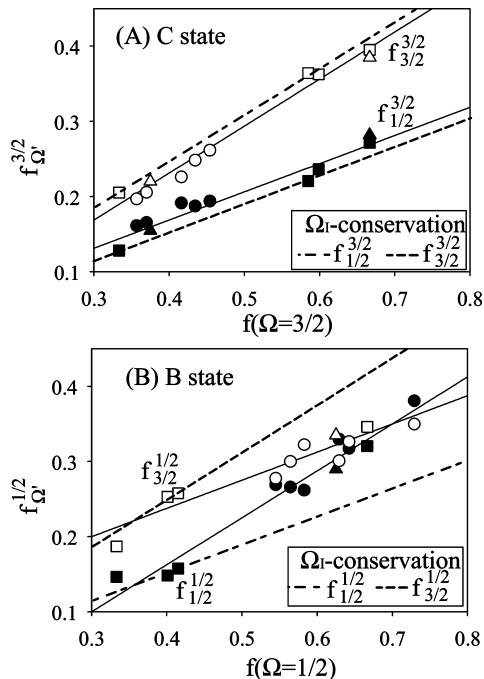 (A) C state
f^{3/2}_{3/2}
f^{3/2}_{1/2}
f^{3/2}_{Ω'}
0.4
0.3
0.2
0.1
Ω_I-conservation
f^{3/2}_{1/2} f^{3/2}_{3/2}
0.3 0.4 0.5 0.6 0.7 0.8
f(Ω=3/2)
(B) B state
f^{1/2}_{3/2}
f^{1/2}_{1/2}
f^{1/2}_{Ω'}
0.4
0.3
0.2
0.1
Ω_I-conservation
f^{1/2}_{1/2} f^{1/2}_{3/2}
0.3 0.4 0.5 0.6 0.7 0.8
f(Ω=1/2)